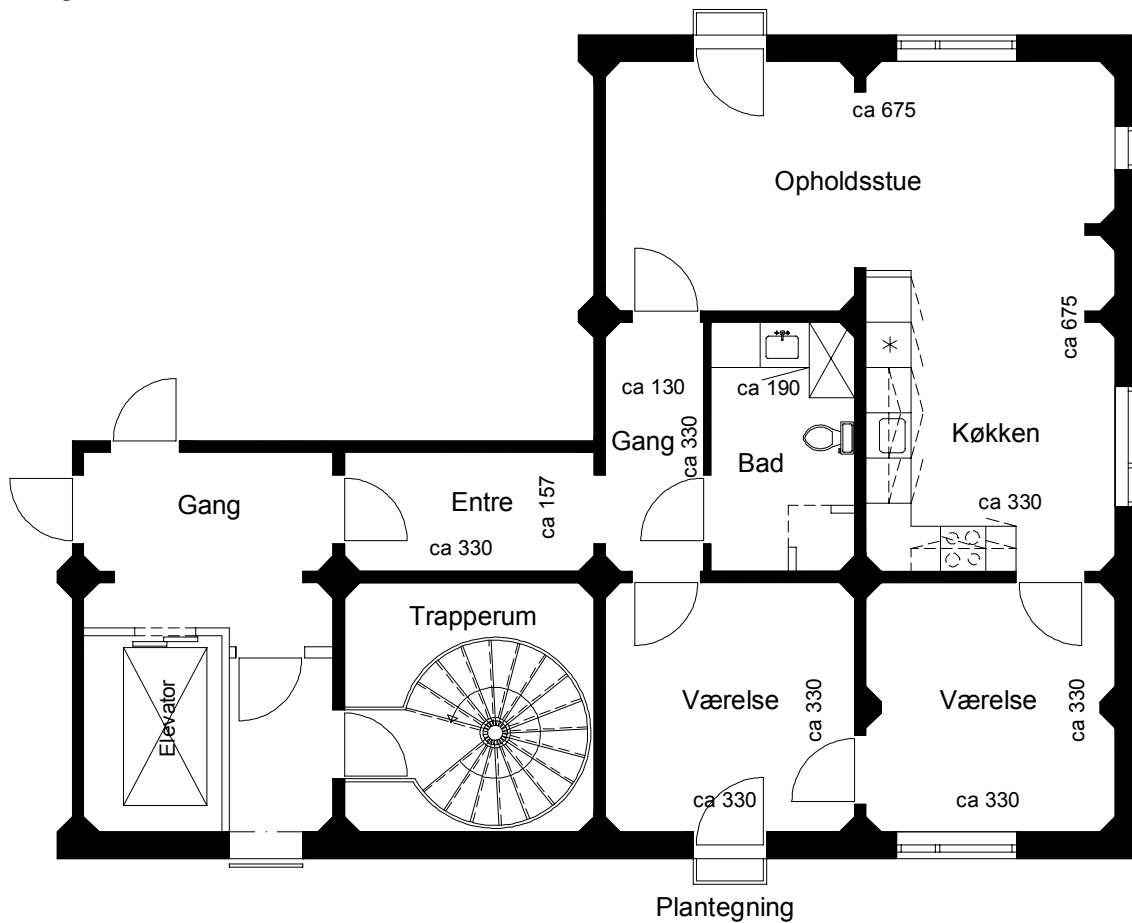 ca 675
Opholdsstue
ca 675
ca 130
ca 190
Gang
ca 330
Bad
Køkken
ca 330
Gang
Entre
ca 157
ca 330
Trapperum
Elevator
Værelse
ca 330
ca 330
Værelse
ca 330
ca 330
Plantegning